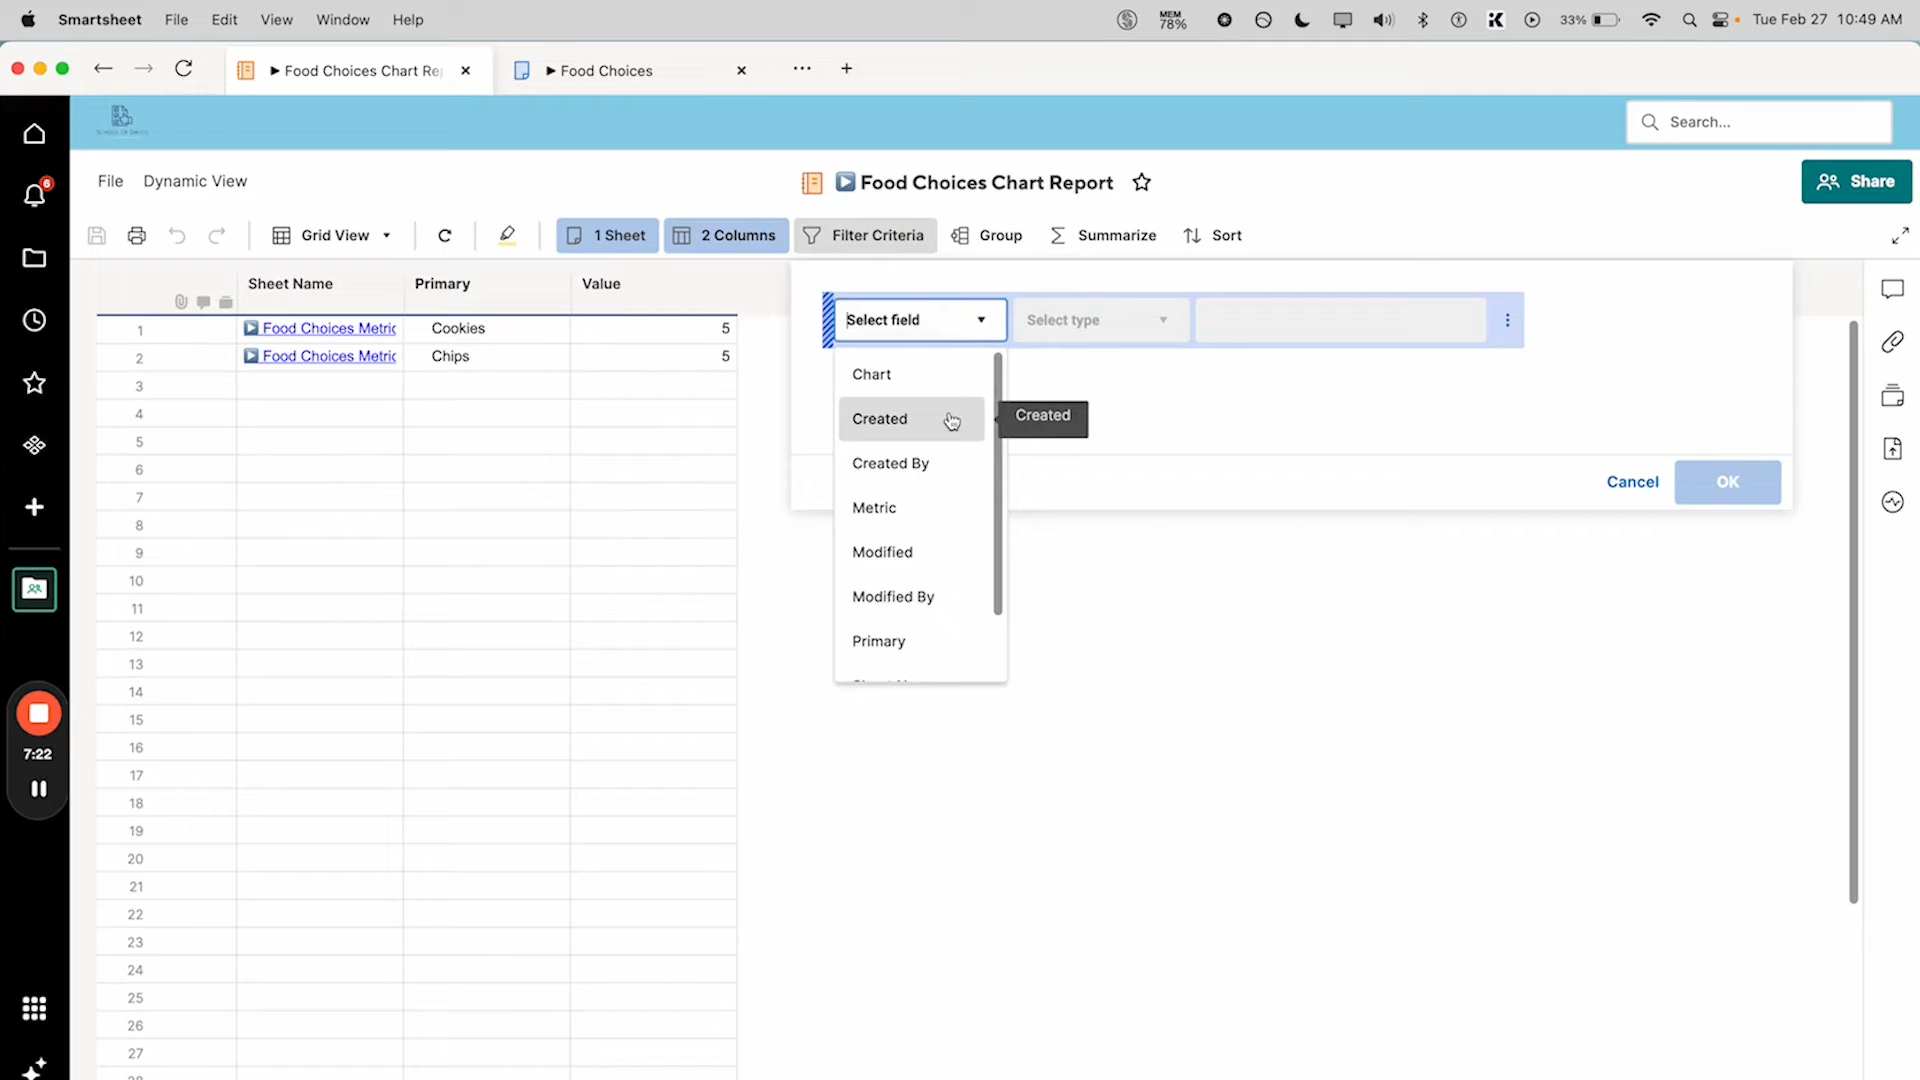 Smartsheet File Edit View Window Help MEM 78% 33% Tue Feb 27 10:49 AM
Food Choices Chart Re Food Choices
SCHOOL OF SHEETS Search...
File Dynamic View Food Choices Chart Report Share
6
Grid View 1 Sheet 2 Columns Filter Criteria Group Summarize Sort
Sheet Name Primary Value
1 Food Choices Metric Cookies 5
2 Food Choices Metric Chips 5
3
4
5
6
7
8
9
10
11
12
13
14
15
16
17
18
19
20
21
22
23
24
25
26
27
Select field Select type
Chart
Created Created
Created By
Metric
Modified
Modified By
Primary
Cancel OK
7:22